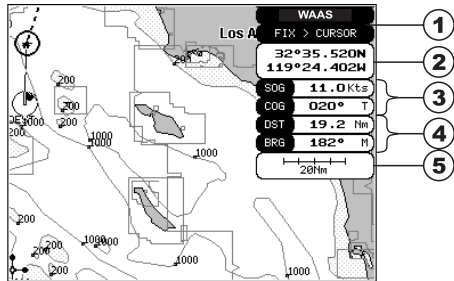 WAAS
FIX > CURSOR
1
Los A
32°35.520N
119°24.402W
2
SOG 11.0Kts
3
COG 020° T
DST 19.2 Nm
4
BRG 182° M
20Nm
5
200
200
200
200
1000
200
1000
1000
1000
200
1000
1000
200
200
1000
1000